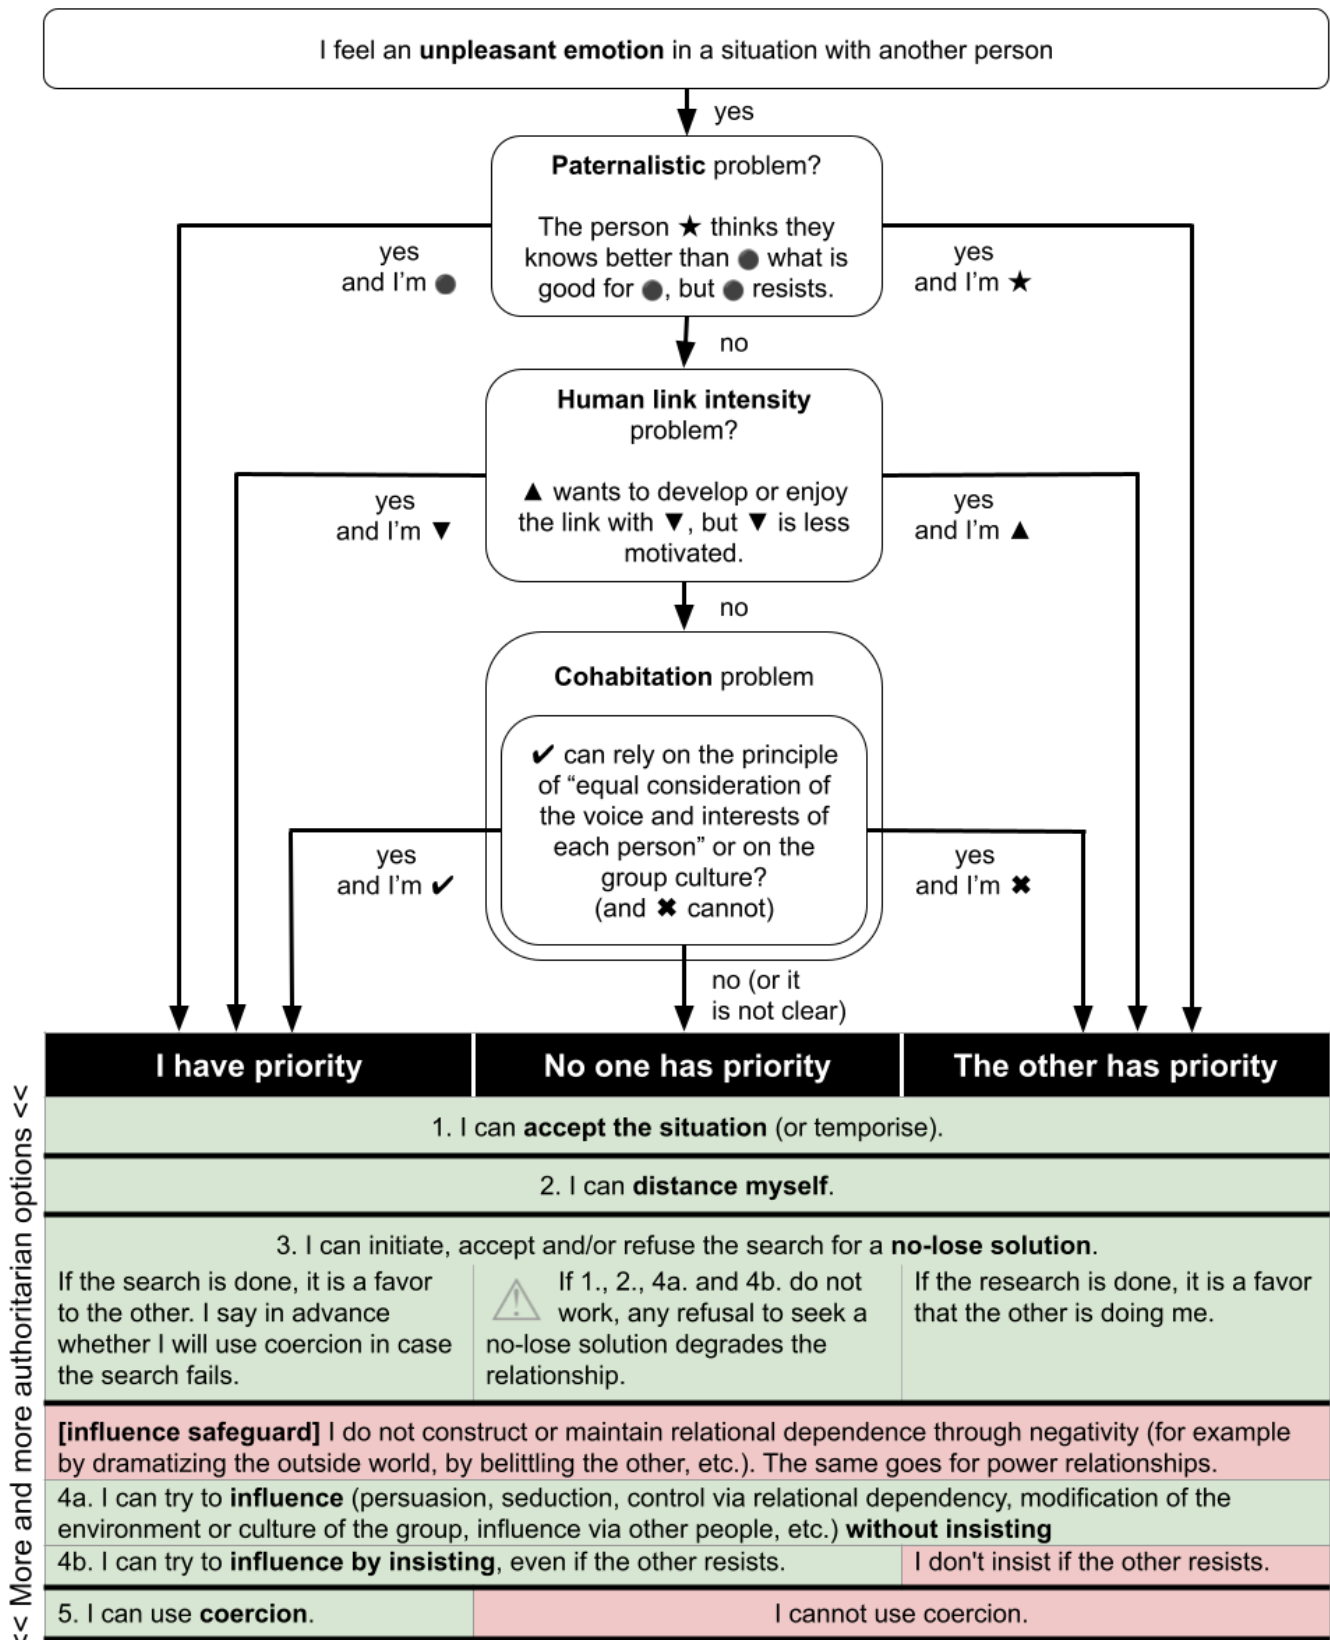 I feel an unpleasant emotion in a situation with another person
yes
Paternalistic problem?
The person ★ thinks they
knows better than ● what is
good for ●, but ● resists.
yes
and I'm ●
yes
and I'm ★
no
Human link intensity
problem?
▲ wants to develop or enjoy
the link with ▼, but ▼ is less
motivated.
yes
and I'm ▼
yes
and I'm ▲
no
Cohabitation problem
✔ can rely on the principle
of “equal consideration of
the voice and interests of
each person” or on the
group culture?
(and ✖ cannot)
yes
and I'm ✔
yes
and I'm ✖
no (or it
is not clear)
I have priority
No one has priority
The other has priority
<< More and more authoritarian options <<
1. I can accept the situation (or temporise).
2. I can distance myself.
3. I can initiate, accept and/or refuse the search for a no-lose solution.
If the search is done, it is a favor
to the other. I say in advance
whether I will use coercion in case
the search fails.
If 1., 2., 4a. and 4b. do not
work, any refusal to seek a
no-lose solution degrades the
relationship.
If the research is done, it is a favor
that the other is doing me.
[influence safeguard] I do not construct or maintain relational dependence through negativity (for example
by dramatizing the outside world, by belittling the other, etc.). The same goes for power relationships.
4a. I can try to influence (persuasion, seduction, control via relational dependency, modification of the
environment or culture of the group, influence via other people, etc.) without insisting
4b. I can try to influence by insisting, even if the other resists.
I don't insist if the other resists.
5. I can use coercion.
I cannot use coercion.